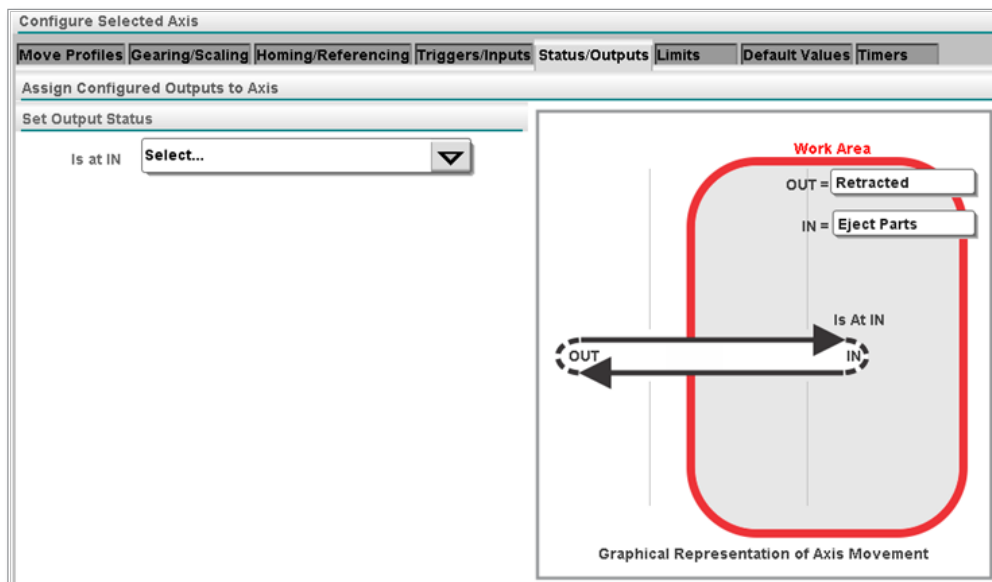 Configure Selected Axis
Move Profiles Gearing/Scaling Homing/Referencing Triggers/Inputs Status/Outputs Limits Default Values Timers
Assign Configured Outputs to Axis
Set Output Status
Is at IN Select...
Work Area
OUT = Retracted
IN = Eject Parts
Is At IN
OUT IN
Graphical Representation of Axis Movement